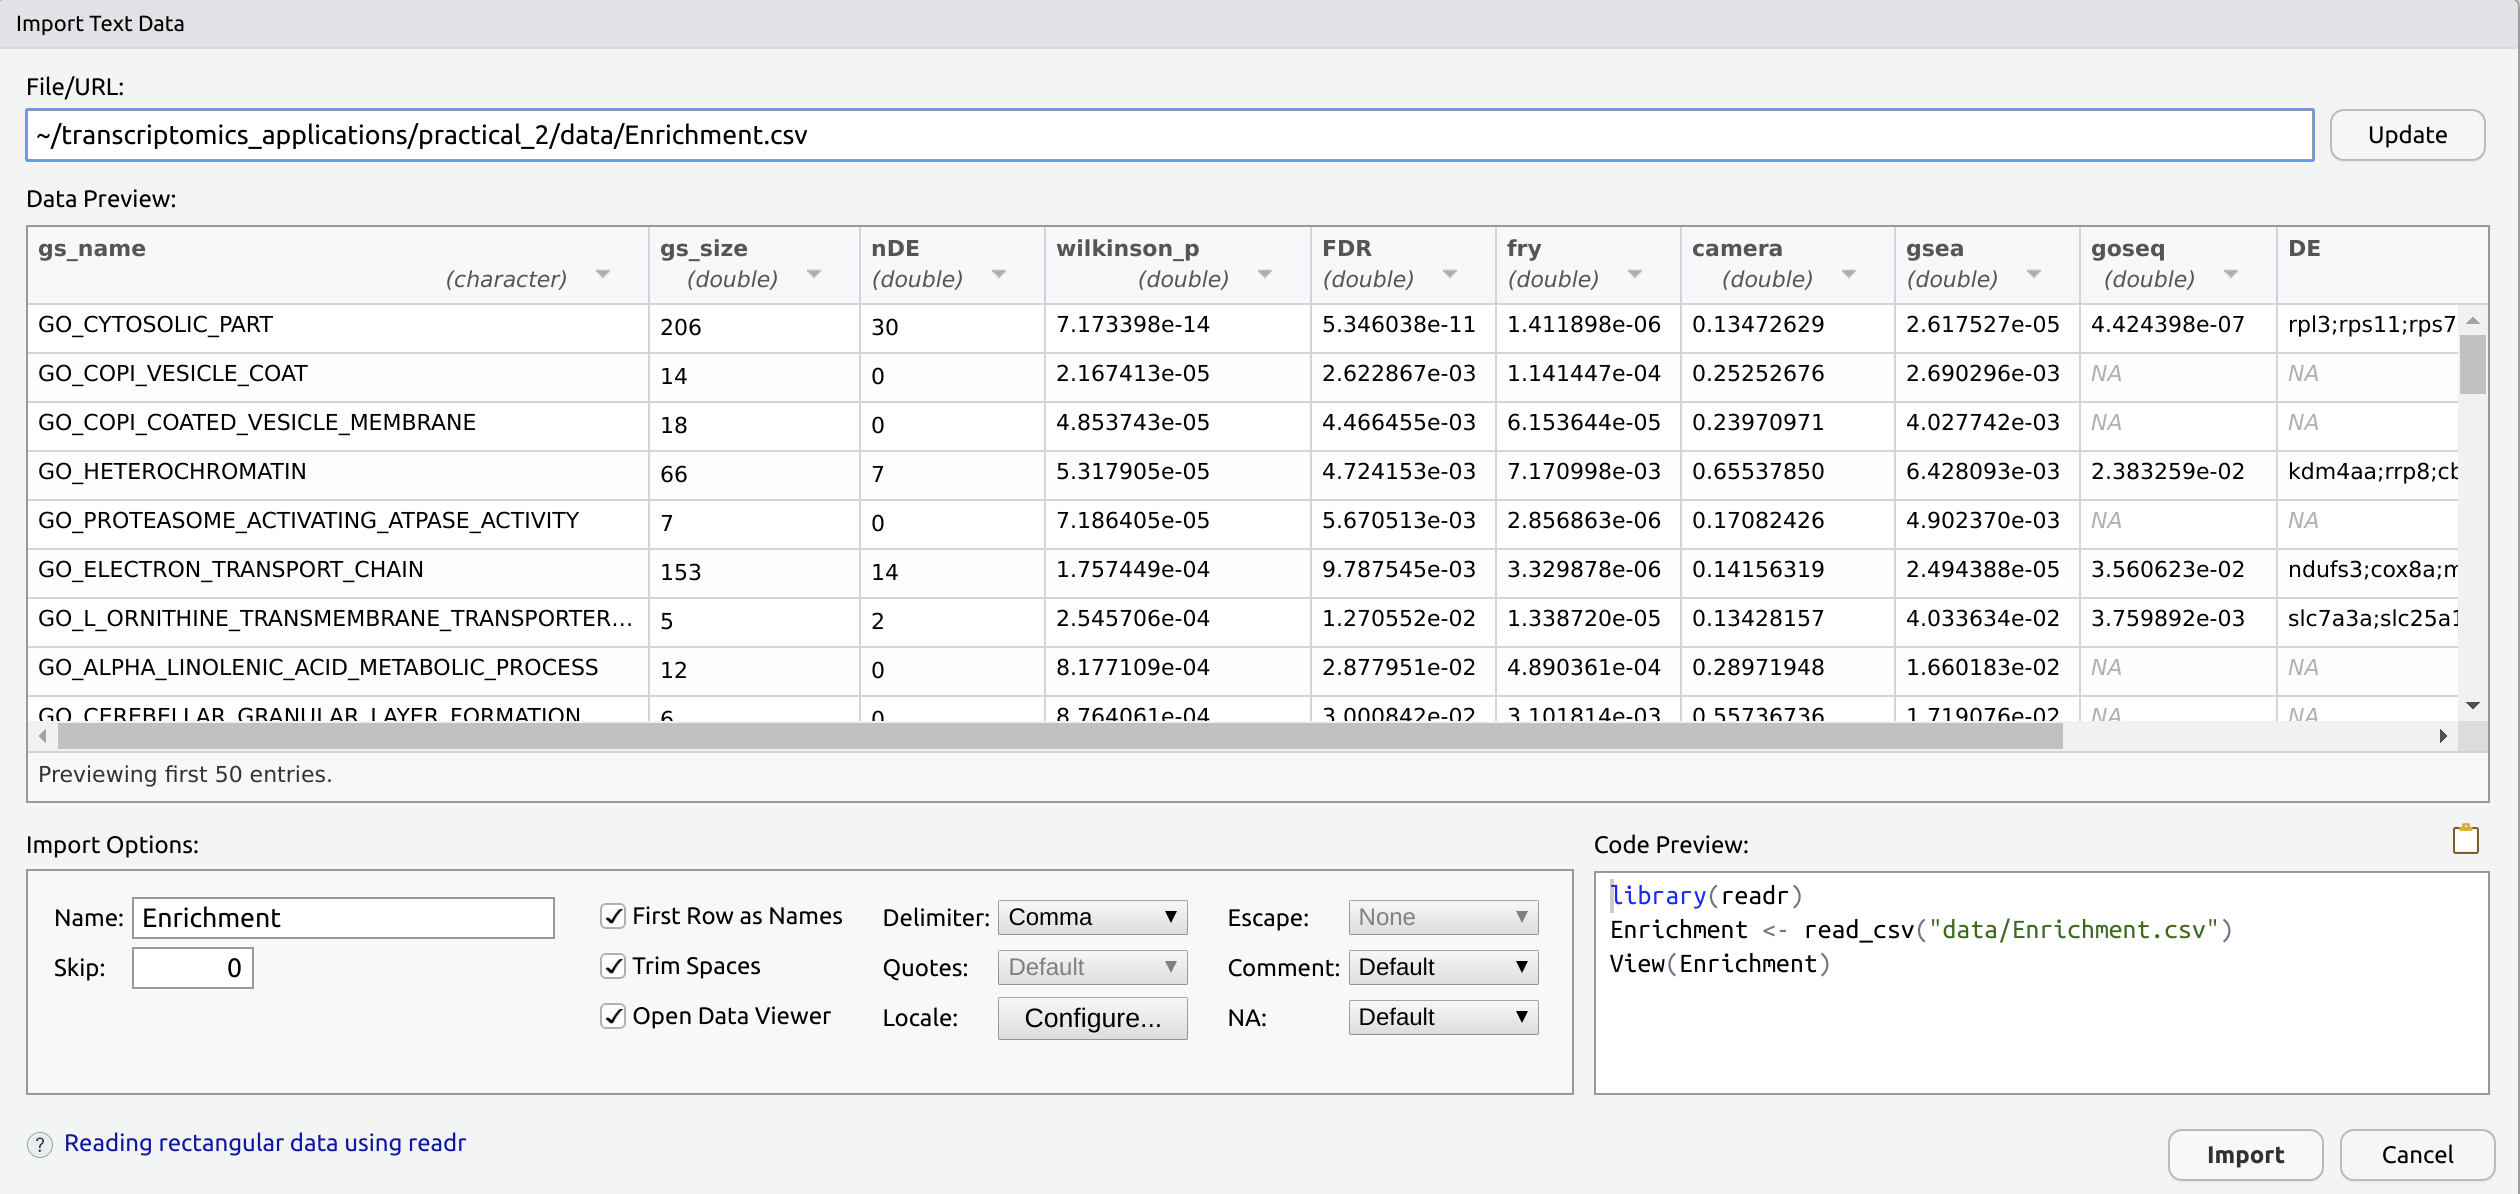 Import Text Data
File/URL:
~/transcriptomics_applications/practical_2/data/Enrichment.csv Update
Data Preview:
gs_name gs_size nDE wilkinson_p FDR fry camera gsea goseq DE
(character) (double) (double) (double) (double) (double) (double) (double) (double)
GO_CYTOSOLIC_PART 206 30 7.173398e-14 5.346038e-11 1.411898e-06 0.13472629 2.617527e-05 4.424398e-07 rpl3;rps11;rps7
GO_COPI_VESICLE_COAT 14 0 2.167413e-05 2.622867e-03 1.141447e-04 0.25252676 2.690296e-03 NA NA
GO_COPI_COATED_VESICLE_MEMBRANE 18 0 4.853743e-05 4.466455e-03 6.153644e-05 0.23970971 4.027742e-03 NA NA
GO_HETEROCHROMATIN 66 7 5.317905e-05 4.724153e-03 7.170998e-03 0.65537850 6.428093e-03 2.383259e-02 kdm4aa;rrp8;cb
GO_PROTEASOME_ACTIVATING_ATPASE_ACTIVITY 7 0 7.186405e-05 5.670513e-03 2.856863e-06 0.17082426 4.902370e-03 NA NA
GO_ELECTRON_TRANSPORT_CHAIN 153 14 1.757449e-04 9.787545e-03 3.329878e-06 0.14156319 2.494388e-05 3.560623e-02 ndufs3;cox8a;m
GO_L_ORNITHINE_TRANSMEMBRANE_TRANSPORTER... 5 2 2.545706e-04 1.270552e-02 1.338720e-05 0.13428157 4.033634e-02 3.759892e-03 slc7a3a;slc25a1
GO_ALPHA_LINOLENIC_ACID_METABOLIC_PROCESS 12 0 8.177109e-04 2.877951e-02 4.890361e-04 0.28971948 1.660183e-02 NA NA
GO_CEREBELLAR_GRANULAR_LAYER_FORMATION 6 0 8.764061e-04 3.000842e-02 3.101814e-03 0.55736736 1.719076e-02 NA NA
Previewing first 50 entries.
Import Options:
Name: Enrichment
Skip: 0
First Row as Names
Trim Spaces
Open Data Viewer
Delimiter: Comma
Quotes: Default
Locale: Configure...
Escape: None
Comment: Default
NA: Default
Code Preview:
library(readr)
Enrichment <- read_csv("data/Enrichment.csv")
View(Enrichment)
? Reading rectangular data using readr
Import Cancel